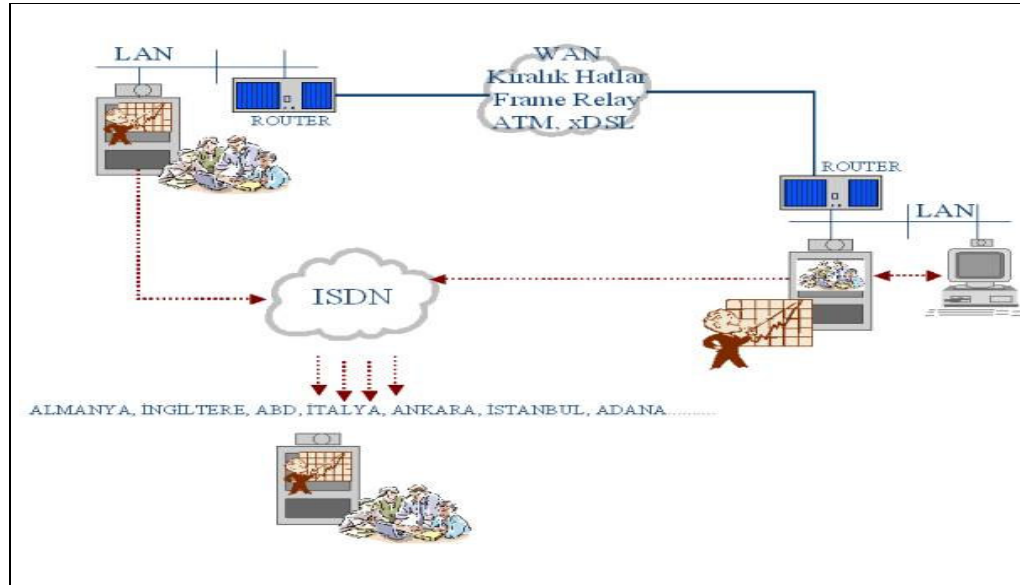 LAN
ROUTER
WAN
Kiralık Hatlar
Frame Relay
ATM, xDSL
ROUTER
LAN
ISDN
ALMANYA, İNGİLTERE, ABD, İTALYA, ANKARA, İSTANBUL, ADANA..........